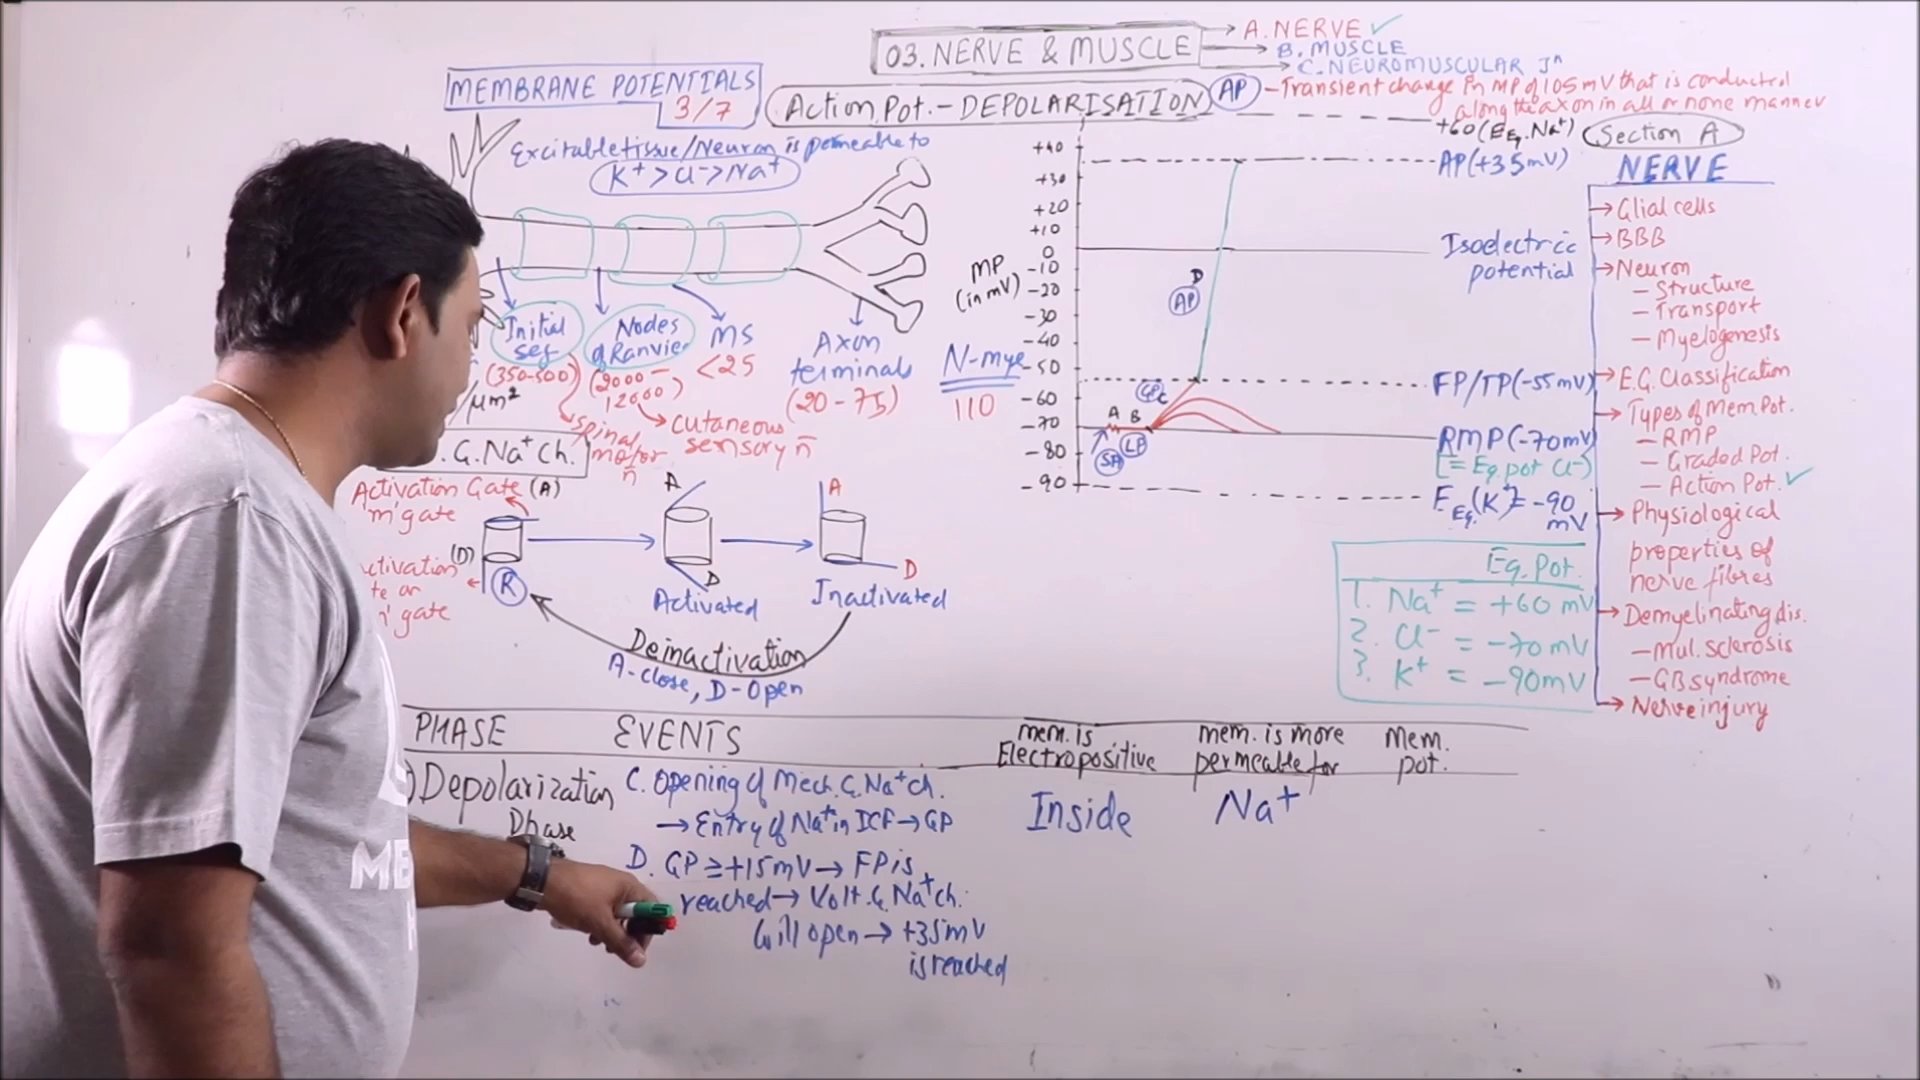 03. NERVE & MUSCLE
A. NERVE ✓
B. MUSCLE
C. NEUROMUSCULAR Jⁿ
MEMBRANE POTENTIALS
3/7
Action Pot. - DEPOLARISATION
AP - Transient change in MP of 105 mV that is conducted
along the axon in all or none manner
Excitable tissue/Neuron is permeable to
K+ > Cl- > Na+
Initial
seg
(350-500)
Nodes
of Ranvier
(2000 -
12000)
MS
<25
Axon
terminals
(20 - 75)
N-mye
110
/μm²
spinal
motor
n̄
cutaneous
sensory n̄
. G. Na+ Ch.
Activation Gate (A)
'm' gate
ctivation (D)
te or
' gate
R
A
D
Activated
A
D
Inactivated
Deinactivation
A-close, D-Open
MP
(in mV)
+40
+30
+20
+10
0
-10
-20
-30
-40
-50
-60
-70
-80
-90
A B
SA
LP
GP
C
D
AP
+60 (E Eq. Na+)
AP (+35 mV)
Isoelectric
potential
FP/TP (-55 mV)
RMP (-70 mV)
[= Eq. pot Cl-]
E Eq. (K+) = -90
mV
Eq. Pot.
1. Na+ = +60 mV
2. Cl- = -70 mV
3. K+ = -90mV
Section A
NERVE
→ Glial cells
→ BBB
→ Neuron
- Structure
- Transport
- Myelogenesis
→ E.G. Classification
→ Types of Mem Pot.
- RMP
- Graded Pot.
- Action Pot. ✓
→ Physiological
properties of
nerve fibres
→ Demyelinating dis.
- Mul. sclerosis
- GB syndrome
→ Nerve injury
PHASE EVENTS mem. is Electropositive mem. is more permeable for Mem. pot.
) Depolarization
Phase
C. Opening of Mech. G. Na+ ch.
→ Entry of Na+ in ICF → GP
D. GP ≥ +15 mV → FP is
reached → Volt. G. Na+ ch.
Will open → +35 mV
is reached
Inside
Na+